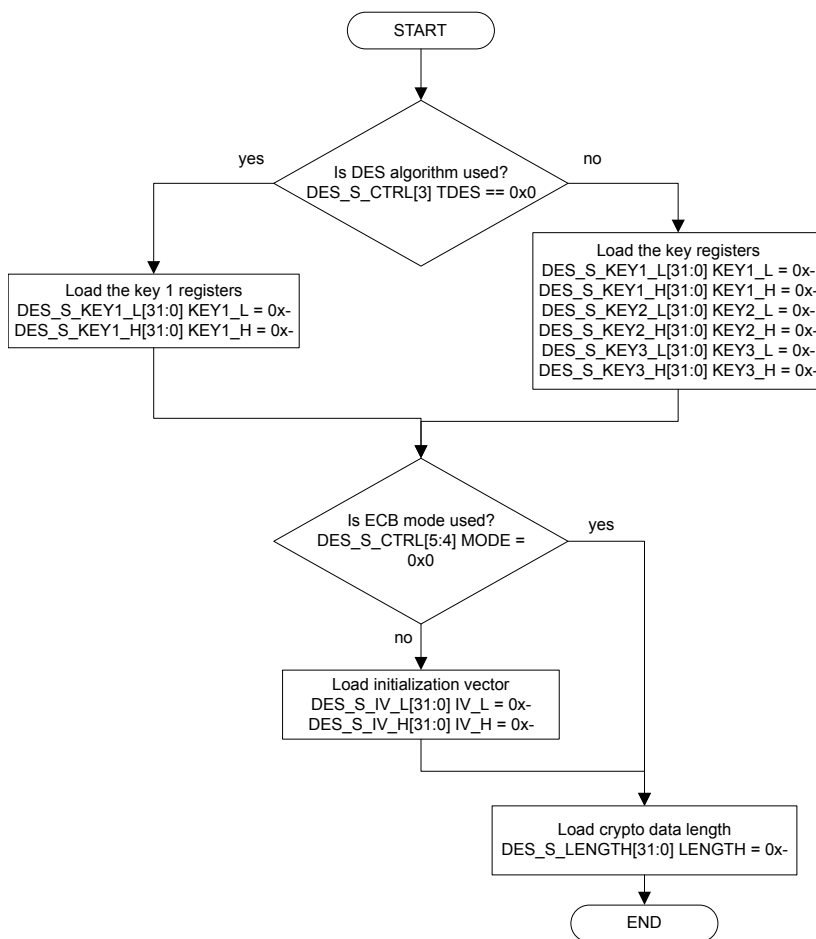 START
yes
Is DES algorithm used?
DES_S_CTRL[3] TDES == 0x0
no
Load the key 1 registers
DES_S_KEY1_L[31:0] KEY1_L = 0x-
DES_S_KEY1_H[31:0] KEY1_H = 0x-
Load the key registers
DES_S_KEY1_L[31:0] KEY1_L = 0x-
DES_S_KEY1_H[31:0] KEY1_H = 0x-
DES_S_KEY2_L[31:0] KEY2_L = 0x-
DES_S_KEY2_H[31:0] KEY2_H = 0x-
DES_S_KEY3_L[31:0] KEY3_L = 0x-
DES_S_KEY3_H[31:0] KEY3_H = 0x-
Is ECB mode used?
DES_S_CTRL[5:4] MODE =
0x0
yes
no
Load initialization vector
DES_S_IV_L[31:0] IV_L = 0x-
DES_S_IV_H[31:0] IV_H = 0x-
Load crypto data length
DES_S_LENGTH[31:0] LENGTH = 0x-
END